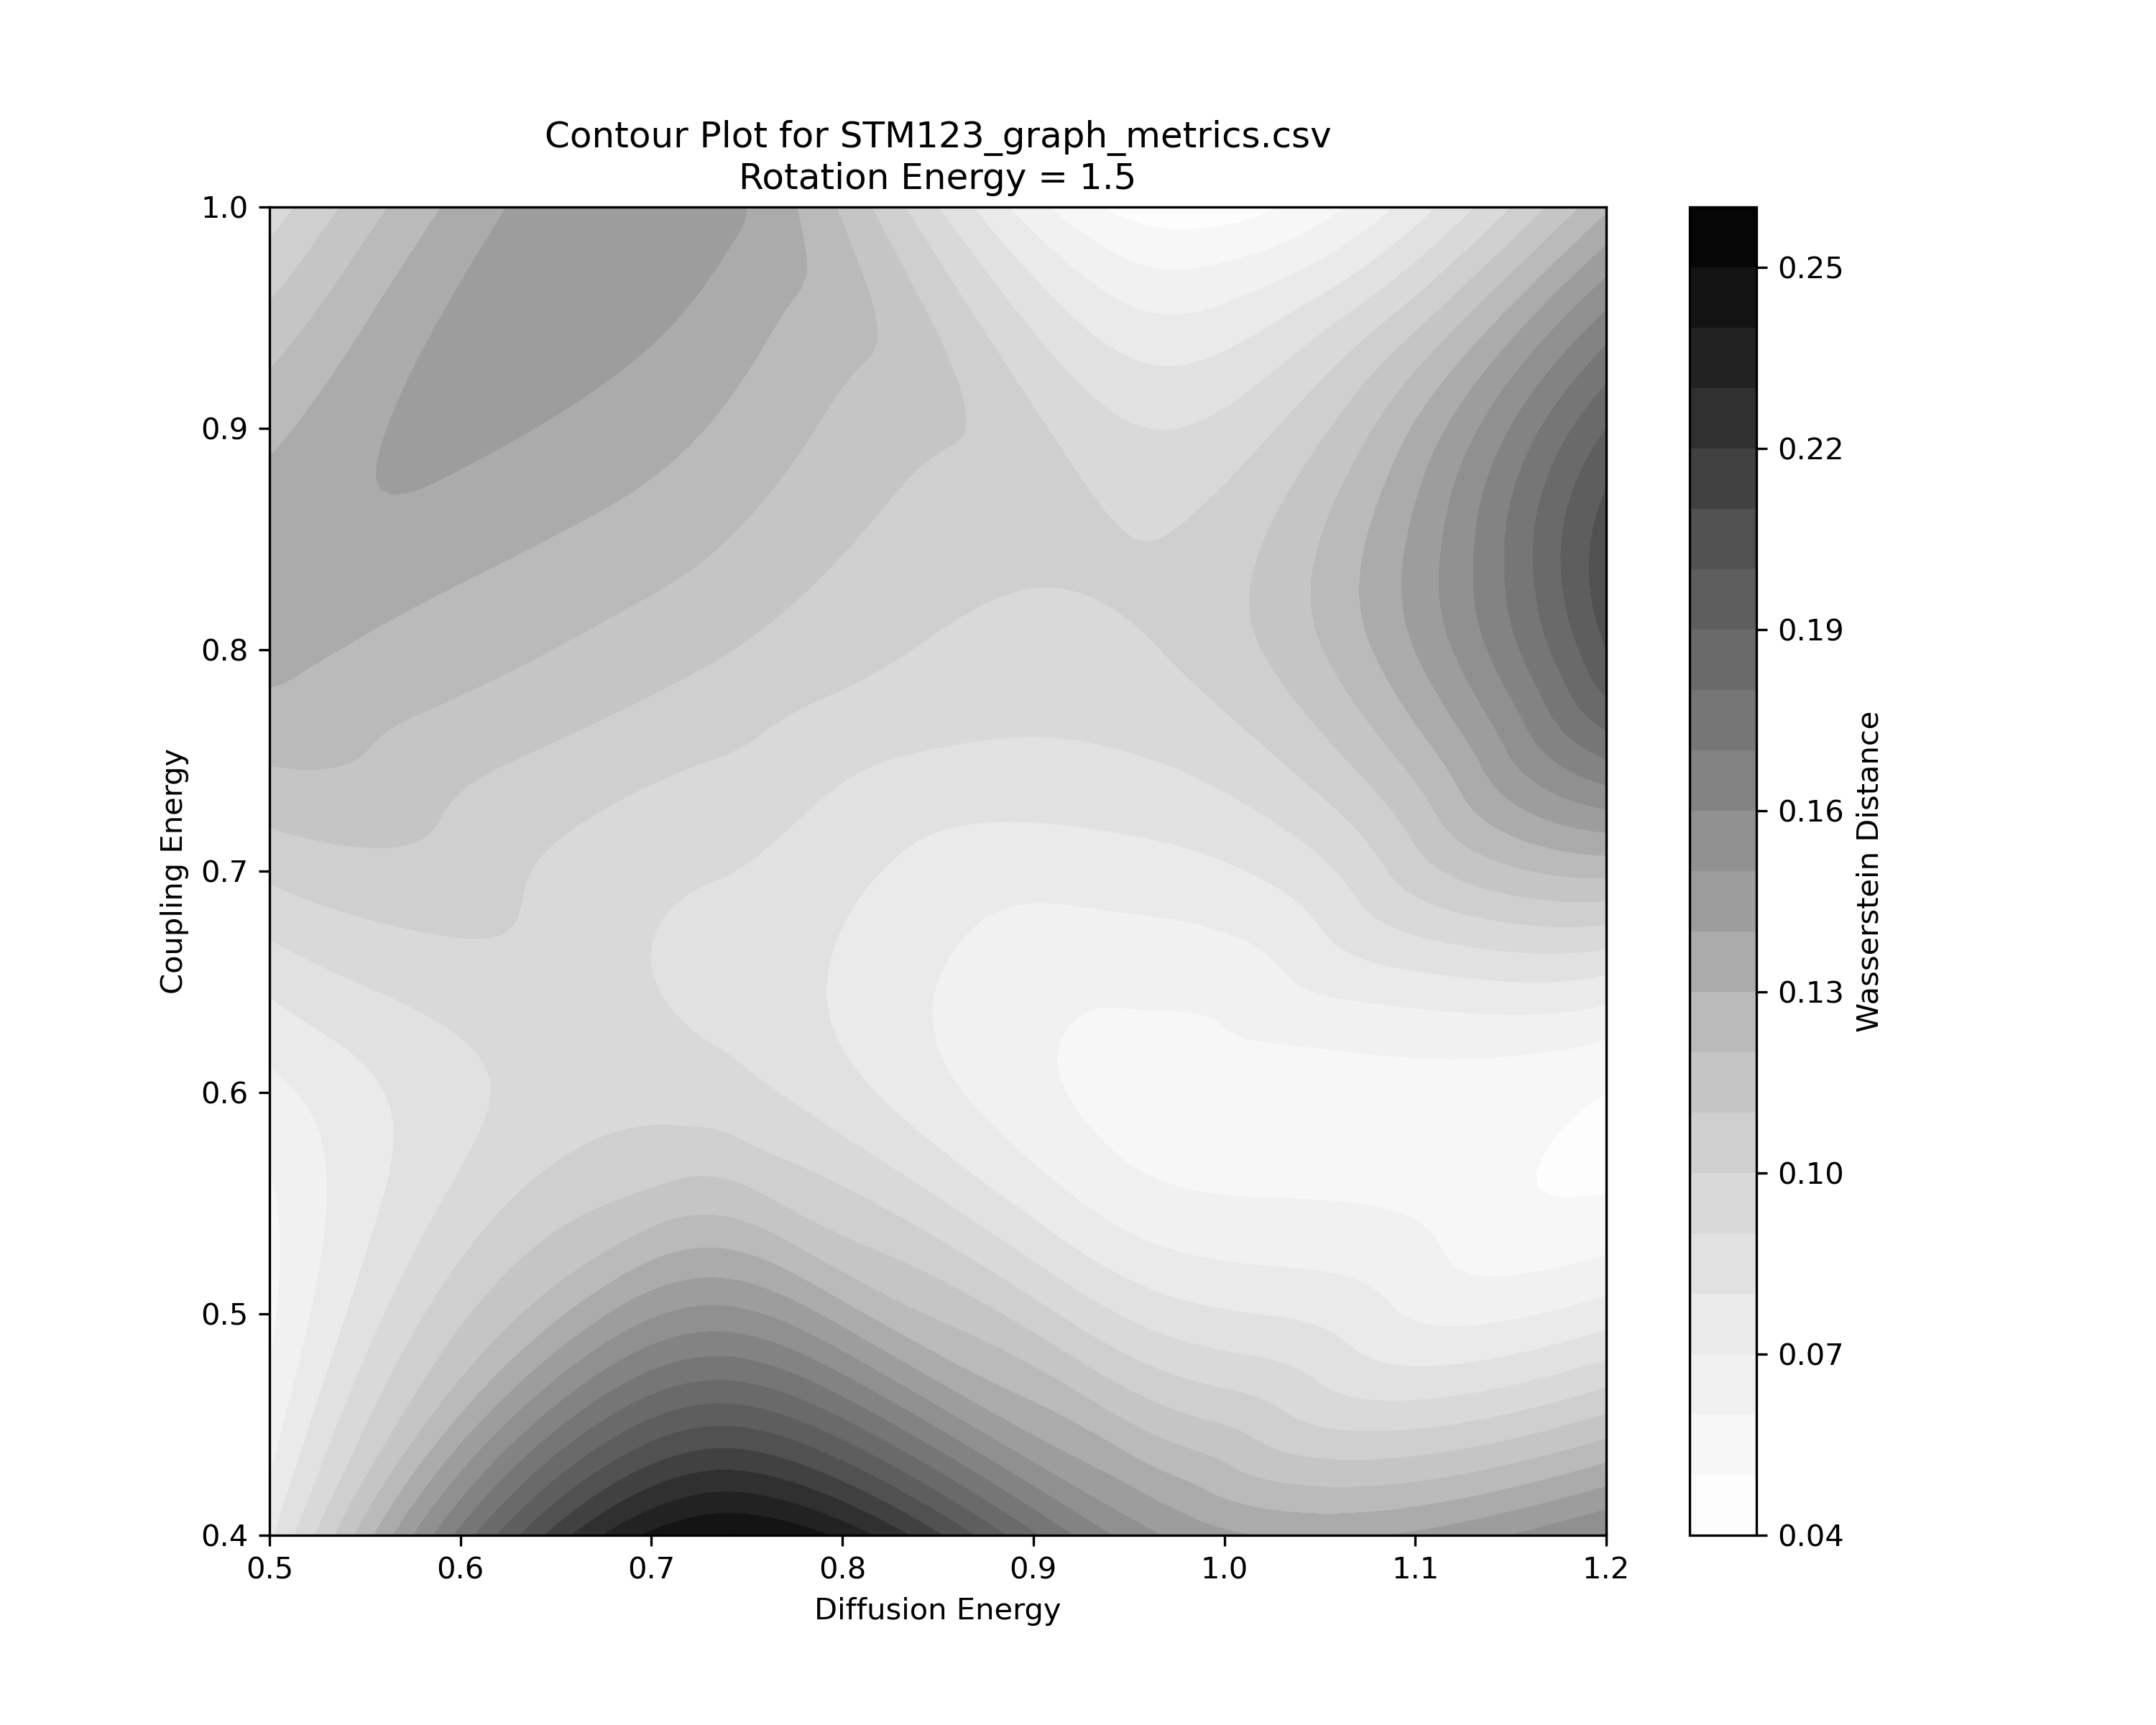 Contour Plot for STM123_graph_metrics.csv
Rotation Energy = 1.5
1.0
0.9
0.8
0.7
0.6
0.5
0.4
Coupling Energy
0.5 0.6 0.7 0.8 0.9 1.0 1.1 1.2
Diffusion Energy
0.25
0.22
0.19
0.16
0.13
0.10
0.07
0.04
Wasserstein Distance